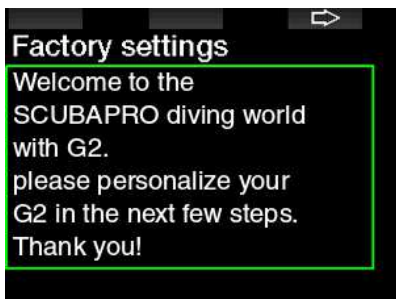 Factory settings
Welcome to the
SCUBAPRO diving world
with G2.
please personalize your
G2 in the next few steps.
Thank you!